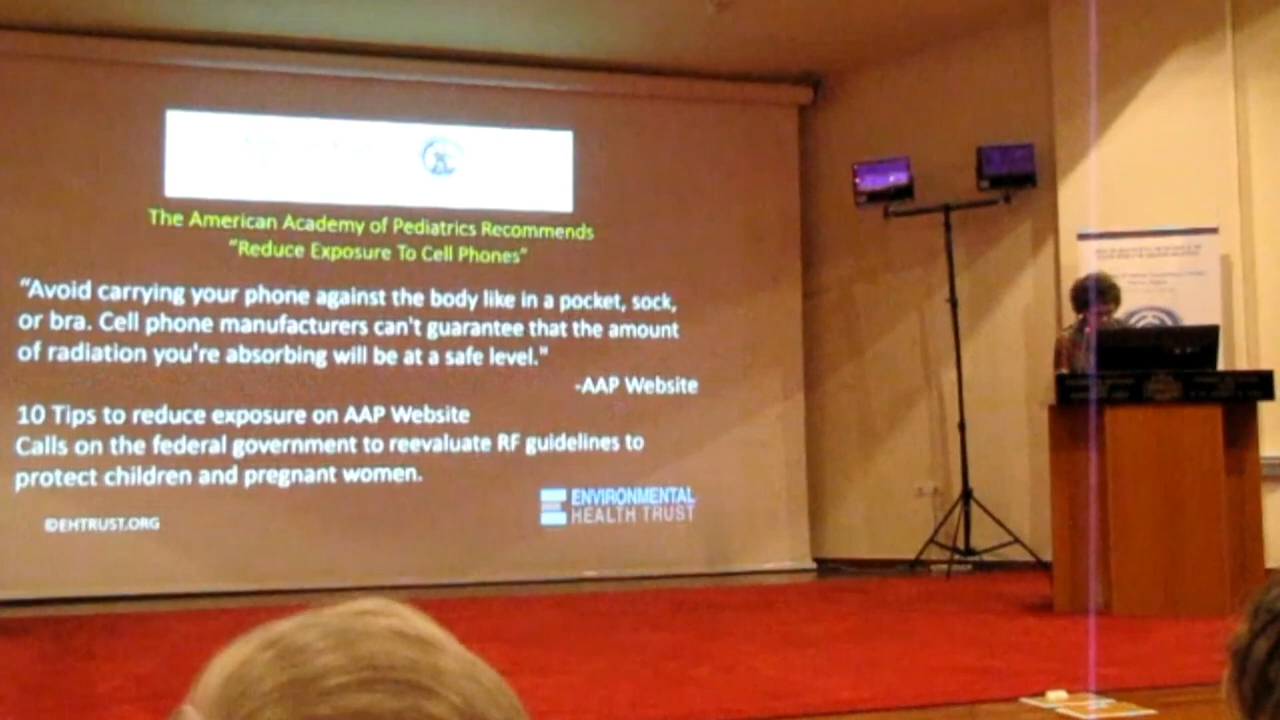 The American Academy of Pediatrics Recommends
“Reduce Exposure To Cell Phones”
“Avoid carrying your phone against the body like in a pocket, sock,
or bra. Cell phone manufacturers can't guarantee that the amount
of radiation you're absorbing will be at a safe level."
-AAP Website
10 Tips to reduce exposure on AAP Website
Calls on the federal government to reevaluate RF guidelines to
protect children and pregnant women.
©EHTRUST.ORG
ENVIRONMENTAL
HEALTH TRUST